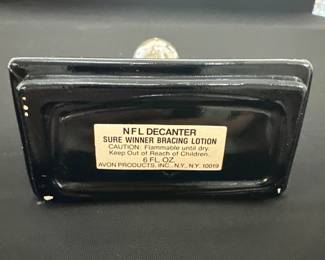 NFL DECANTER
SURE WINNER BRACING LOTION
CAUTION: Flammable until dry.
Keep Out of Reach of Children.
6 FL. OZ.
AVON PRODUCTS, INC., N.Y., N.Y. 10019